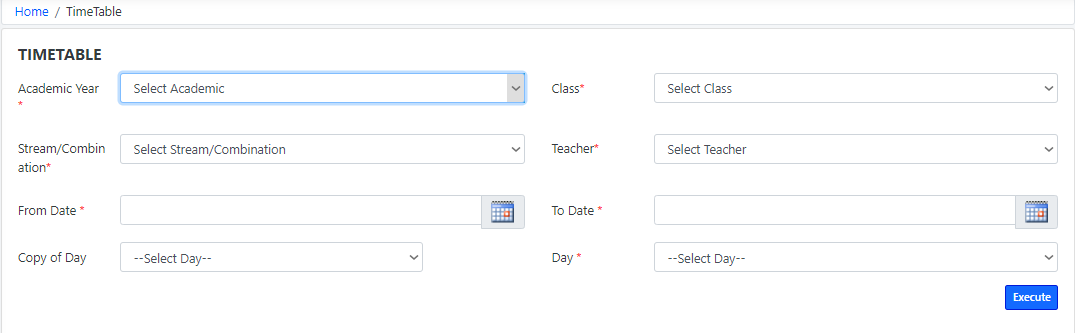 Home / TimeTable
TIMETABLE
Academic Year * Select Academic Class* Select Class
Stream/Combin
ation* Select Stream/Combination Teacher* Select Teacher
From Date * To Date *
Copy of Day --Select Day-- Day * --Select Day--
Execute